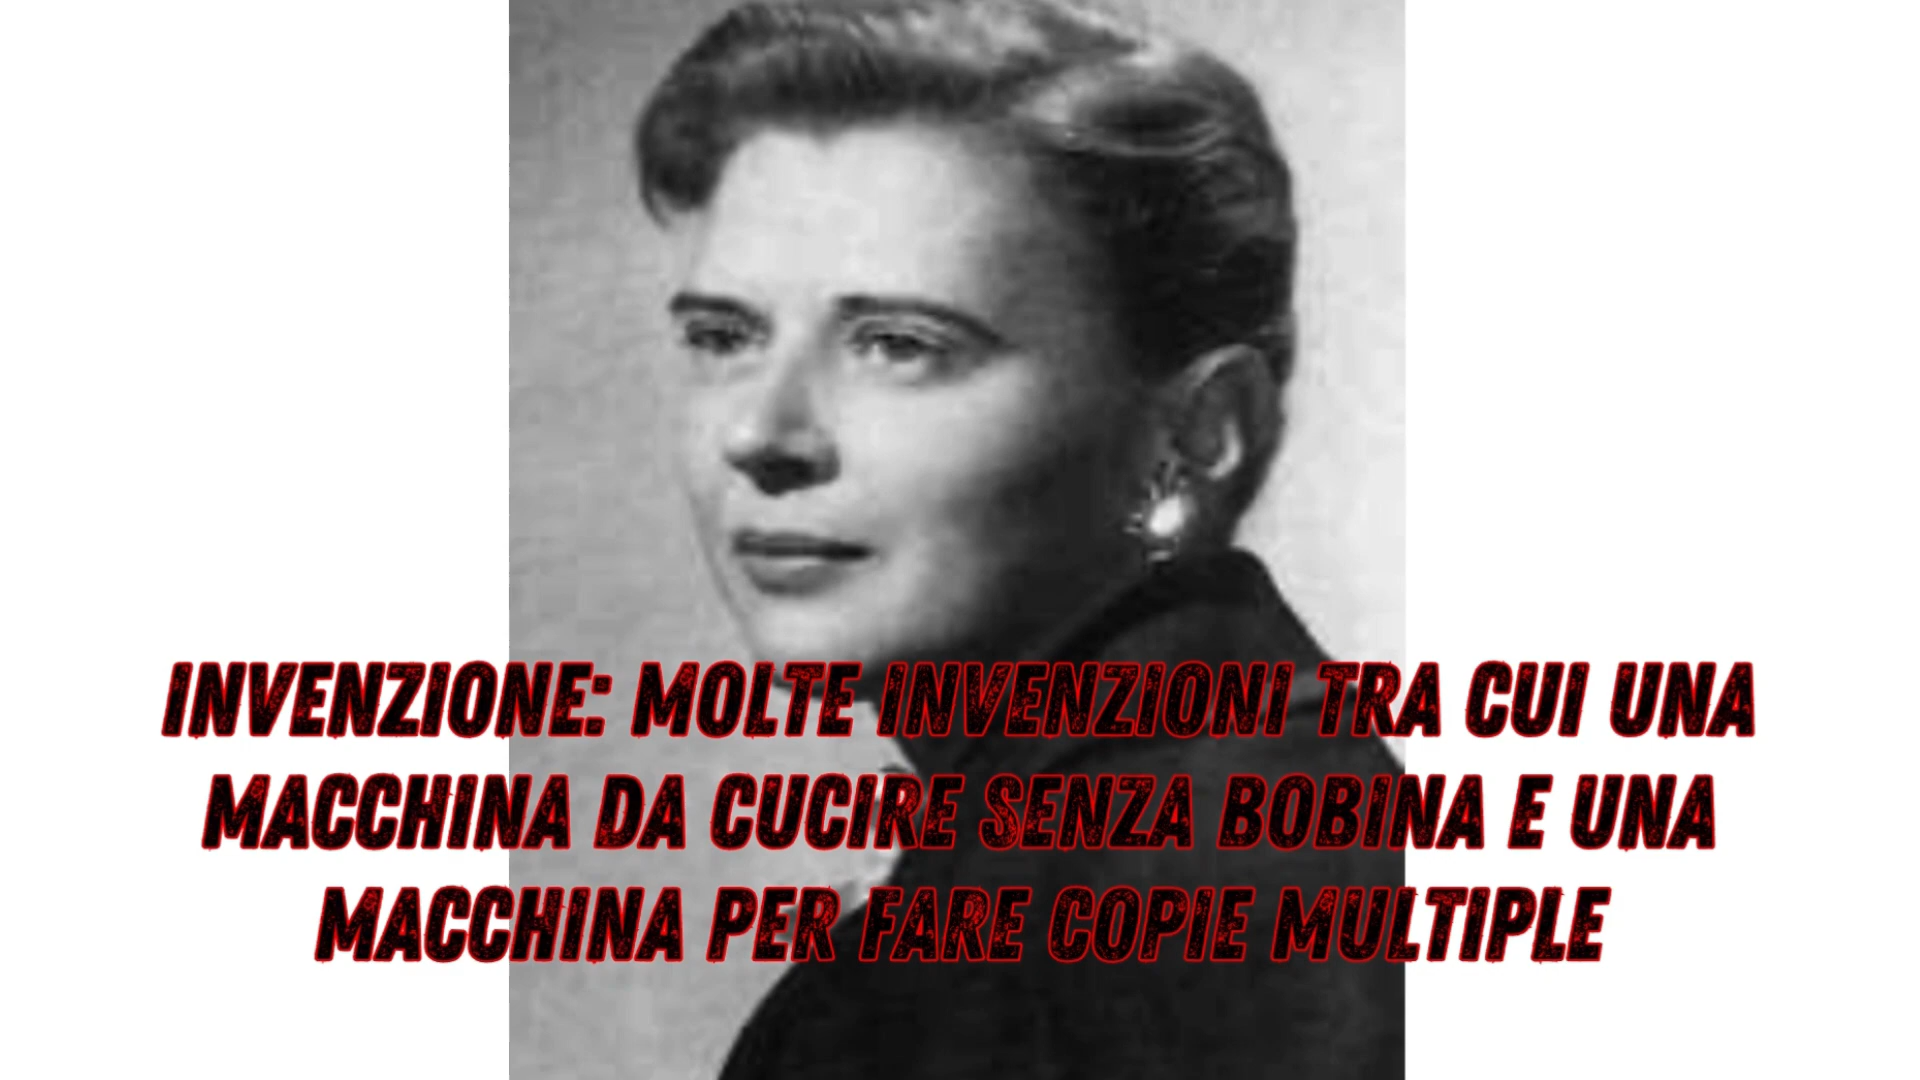 INVENZIONE: MOLTE INVENZIONI TRA CUI UNA
MACCHINA DA CUCIRE SENZA BOBINA E UNA
MACCHINA PER FARE COPIE MULTIPLE